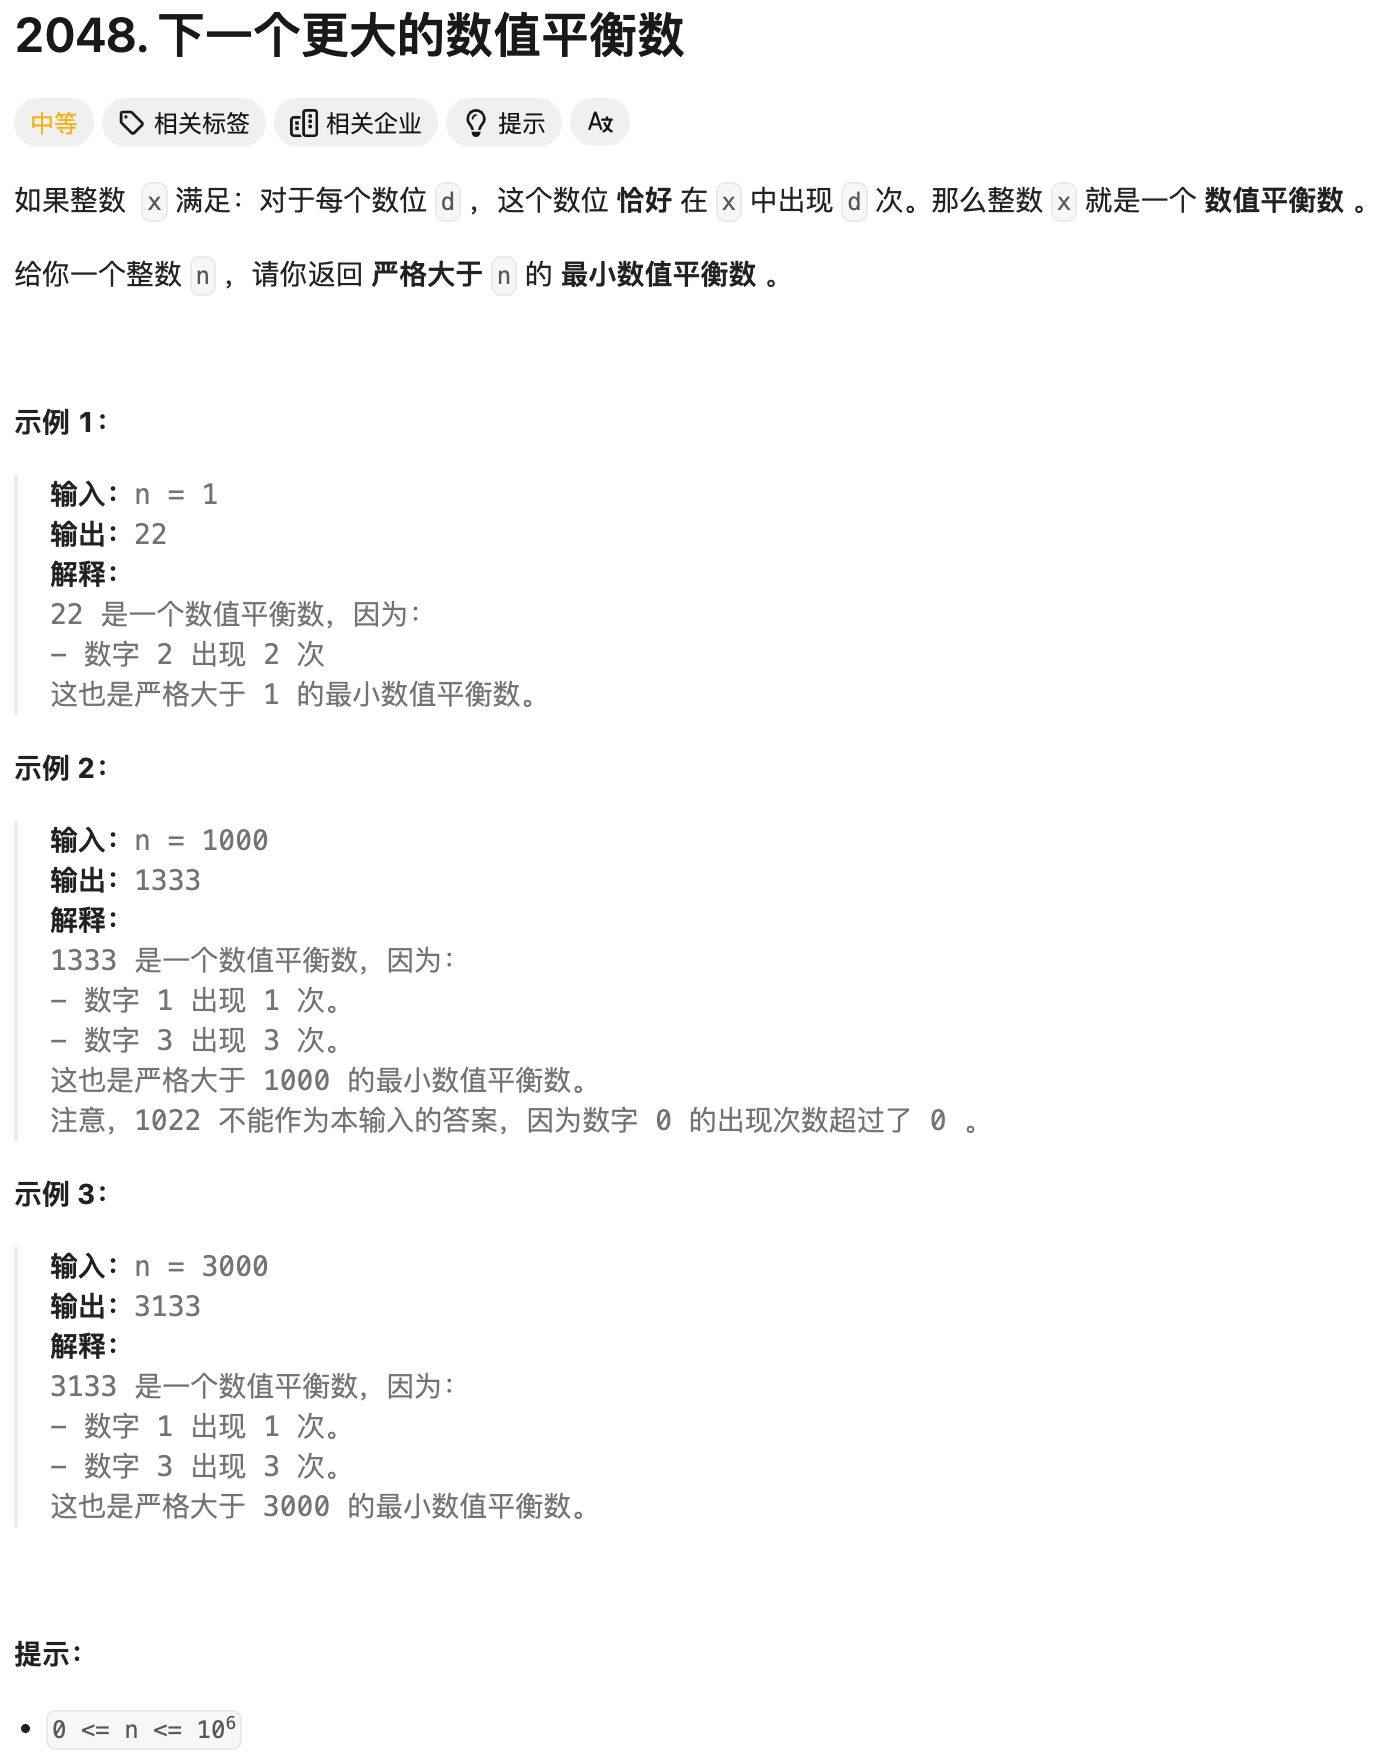 2048. 下一个更大的数值平衡数
中等 相关标签 相关企业 提示 A文
如果整数 x 满足：对于每个数位 d ，这个数位 恰好 在 x 中出现 d 次。那么整数 x 就是一个 数值平衡数 。
给你一个整数 n ，请你返回 严格大于 n 的 最小数值平衡数 。
示例 1：
输入：n = 1
输出：22
解释：
22 是一个数值平衡数，因为：
- 数字 2 出现 2 次
这也是严格大于 1 的最小数值平衡数。
示例 2：
输入：n = 1000
输出：1333
解释：
1333 是一个数值平衡数，因为：
- 数字 1 出现 1 次。
- 数字 3 出现 3 次。
这也是严格大于 1000 的最小数值平衡数。
注意，1022 不能作为本输入的答案，因为数字 0 的出现次数超过了 0 。
示例 3：
输入：n = 3000
输出：3133
解释：
3133 是一个数值平衡数，因为：
- 数字 1 出现 1 次。
- 数字 3 出现 3 次。
这也是严格大于 3000 的最小数值平衡数。
提示：
• 0 <= n <= 10⁶